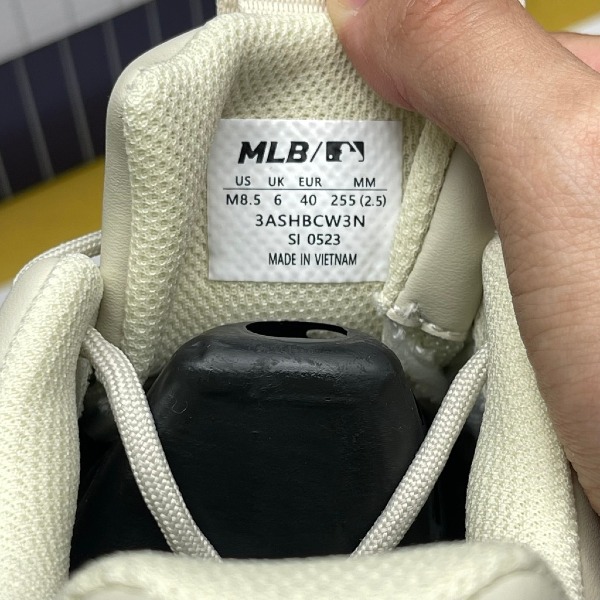 MLB/
US UK EUR MM
M8.5 6 40 255 (2.5)
3ASHBCW3N
SI 0523
MADE IN VIETNAM